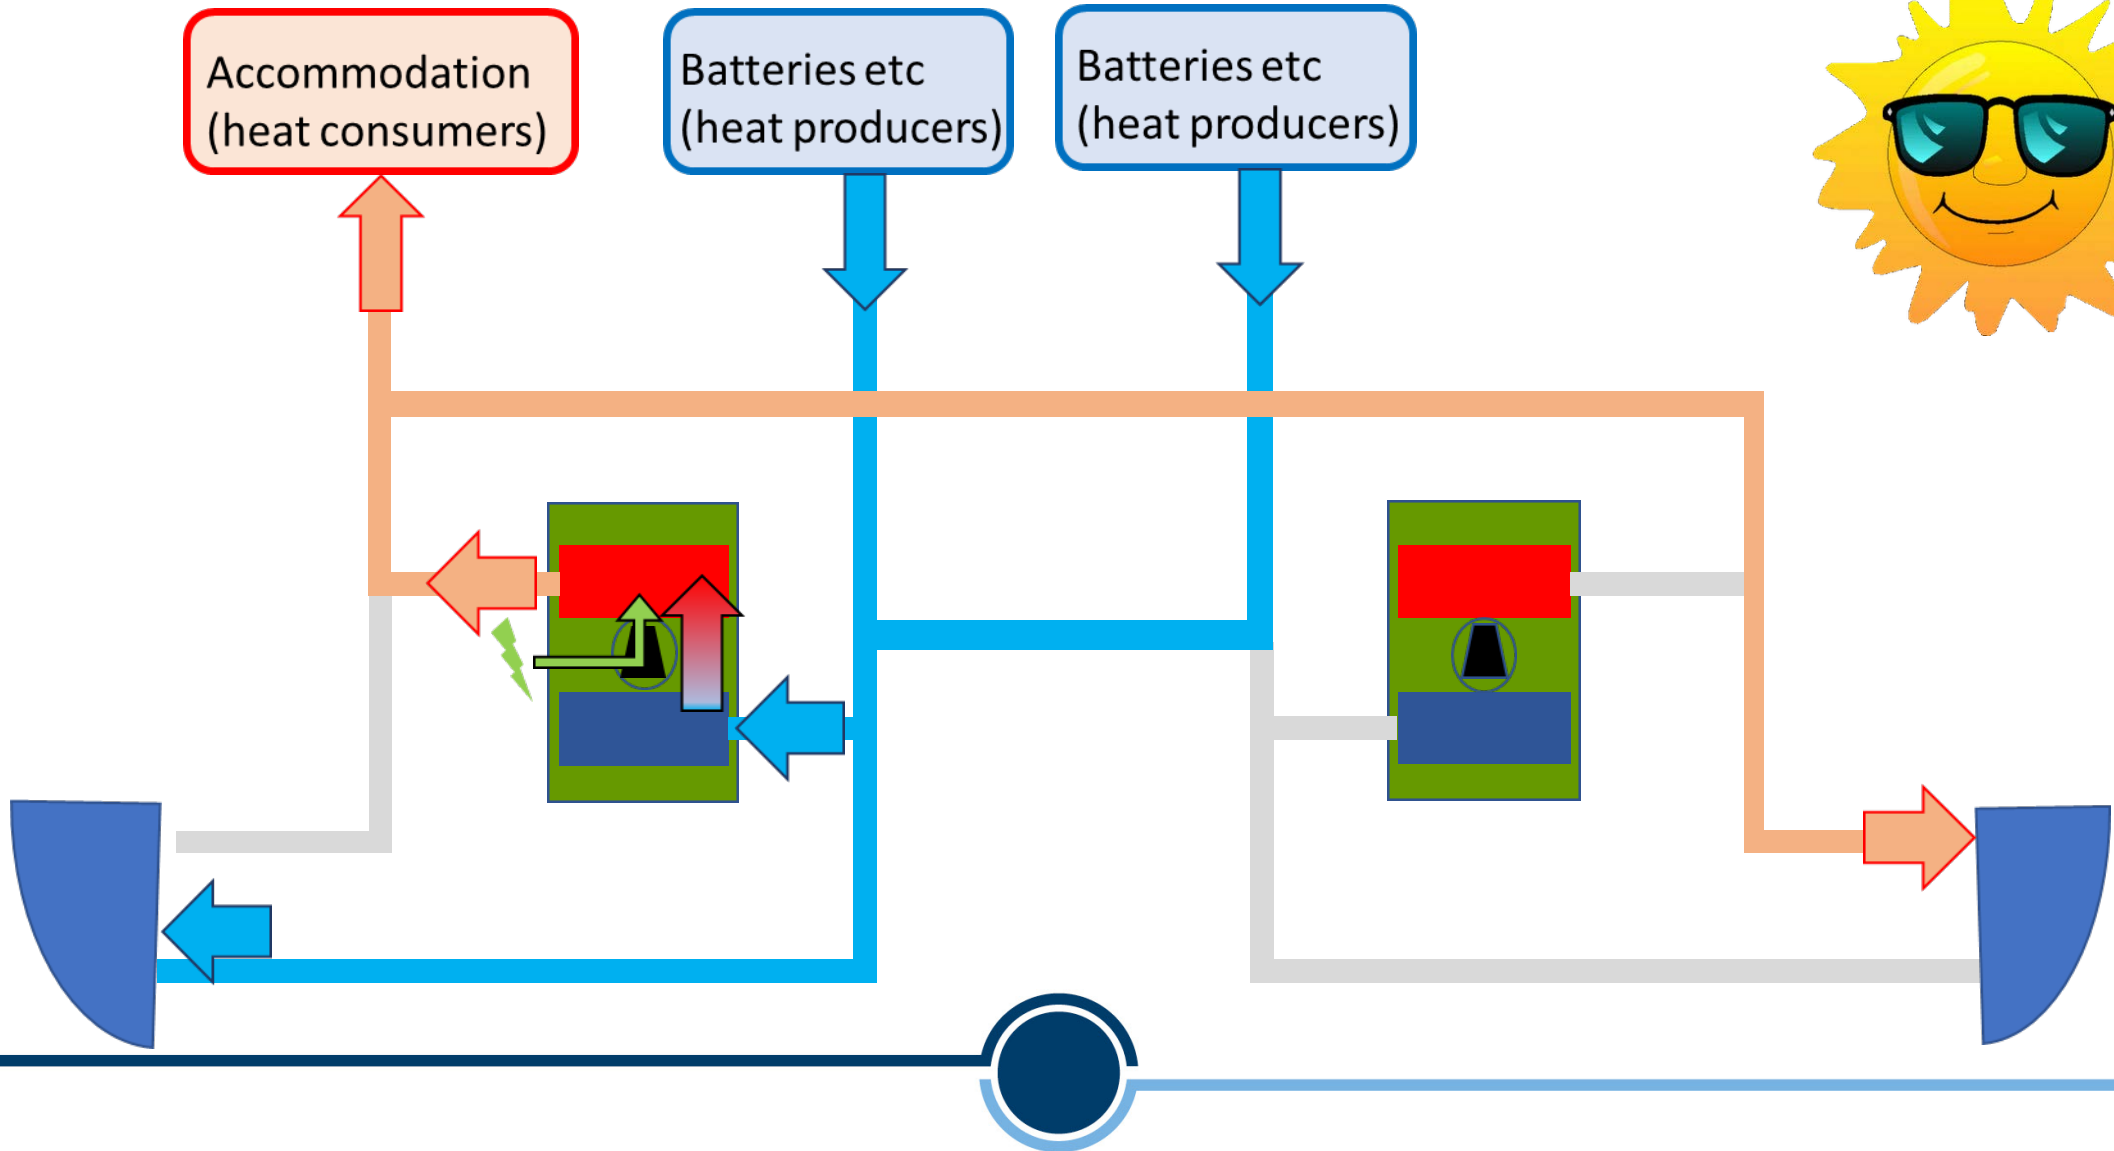 Accommodation
(heat consumers)
Batteries etc
(heat producers)
Batteries etc
(heat producers)